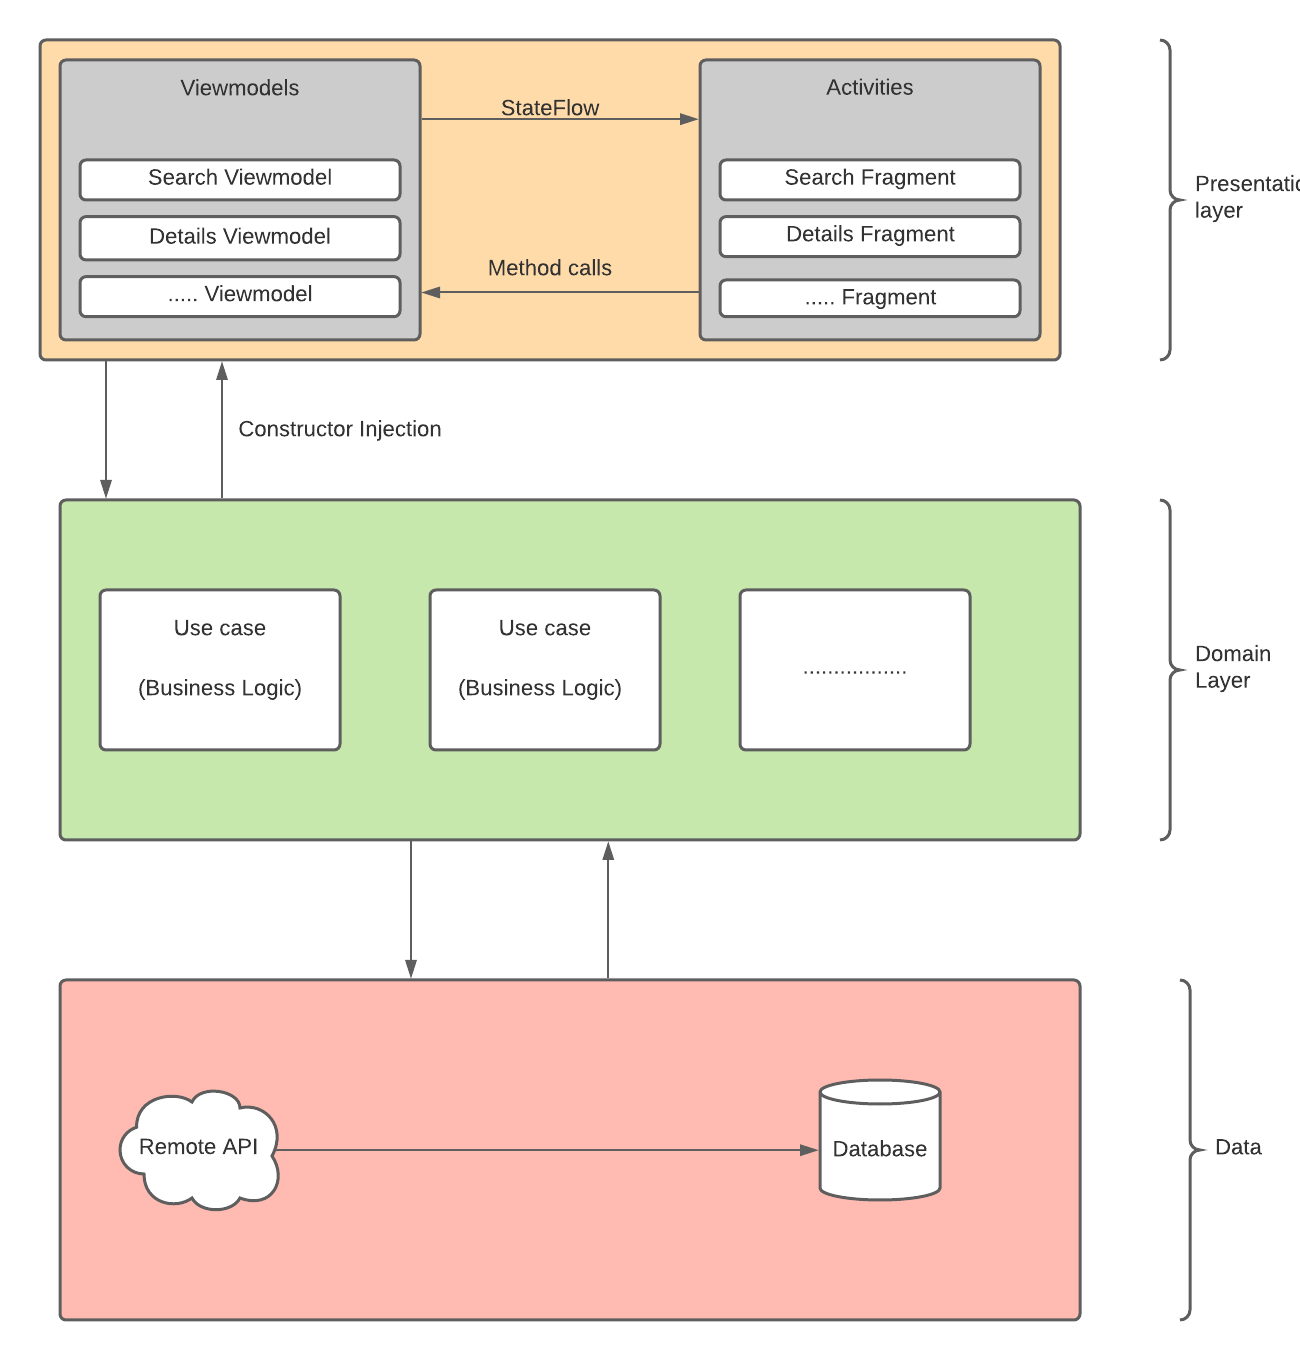 Viewmodels
StateFlow
Activities
Search Viewmodel
Details Viewmodel
..... Viewmodel
Method calls
Search Fragment
Details Fragment
..... Fragment
Presentatio
layer
Constructor Injection
Use case
(Business Logic)
Use case
(Business Logic)
.................
Domain
Layer
Remote API
Database
Data